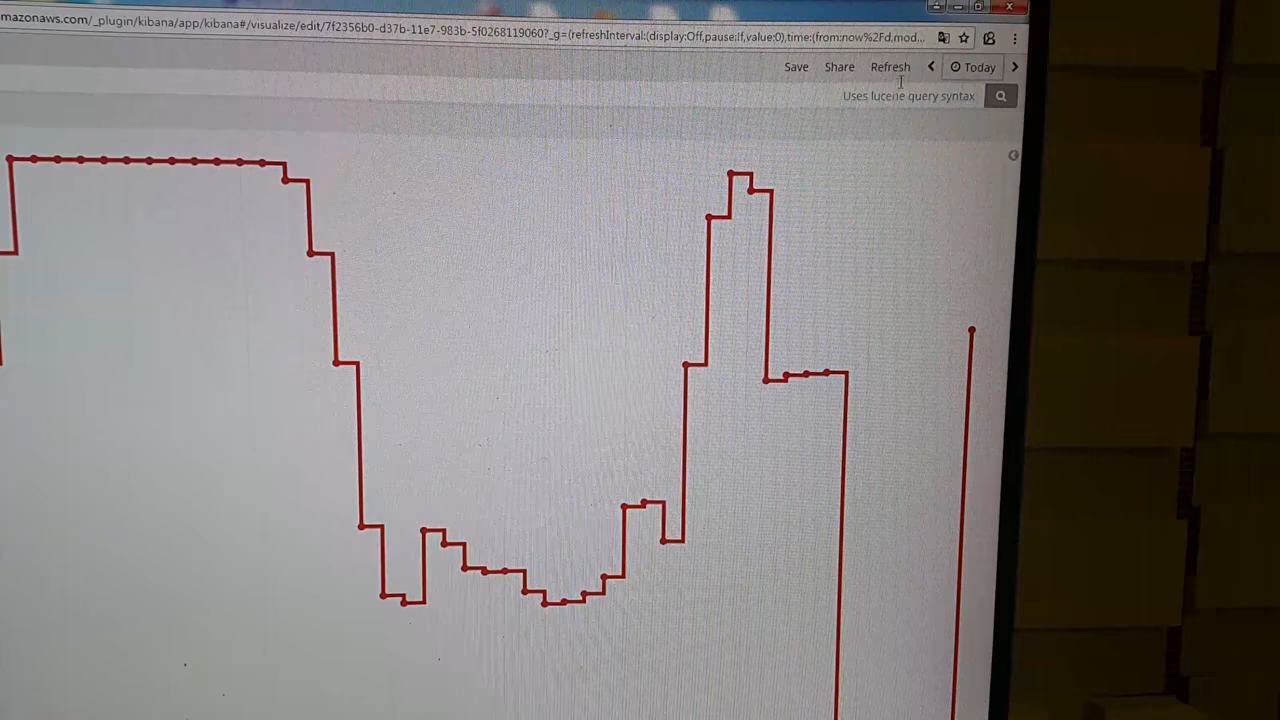 mazonaws.com/_plugin/kibana/app/kibana#/visualize/edit/7f2356b0-d37b-11e7-983b-5f0268119060?_g=(refreshInterval:(display:Off,pause:!f,value:0),time:(from:now%2Fd,mod...
Save Share Refresh Today
Uses lucene query syntax